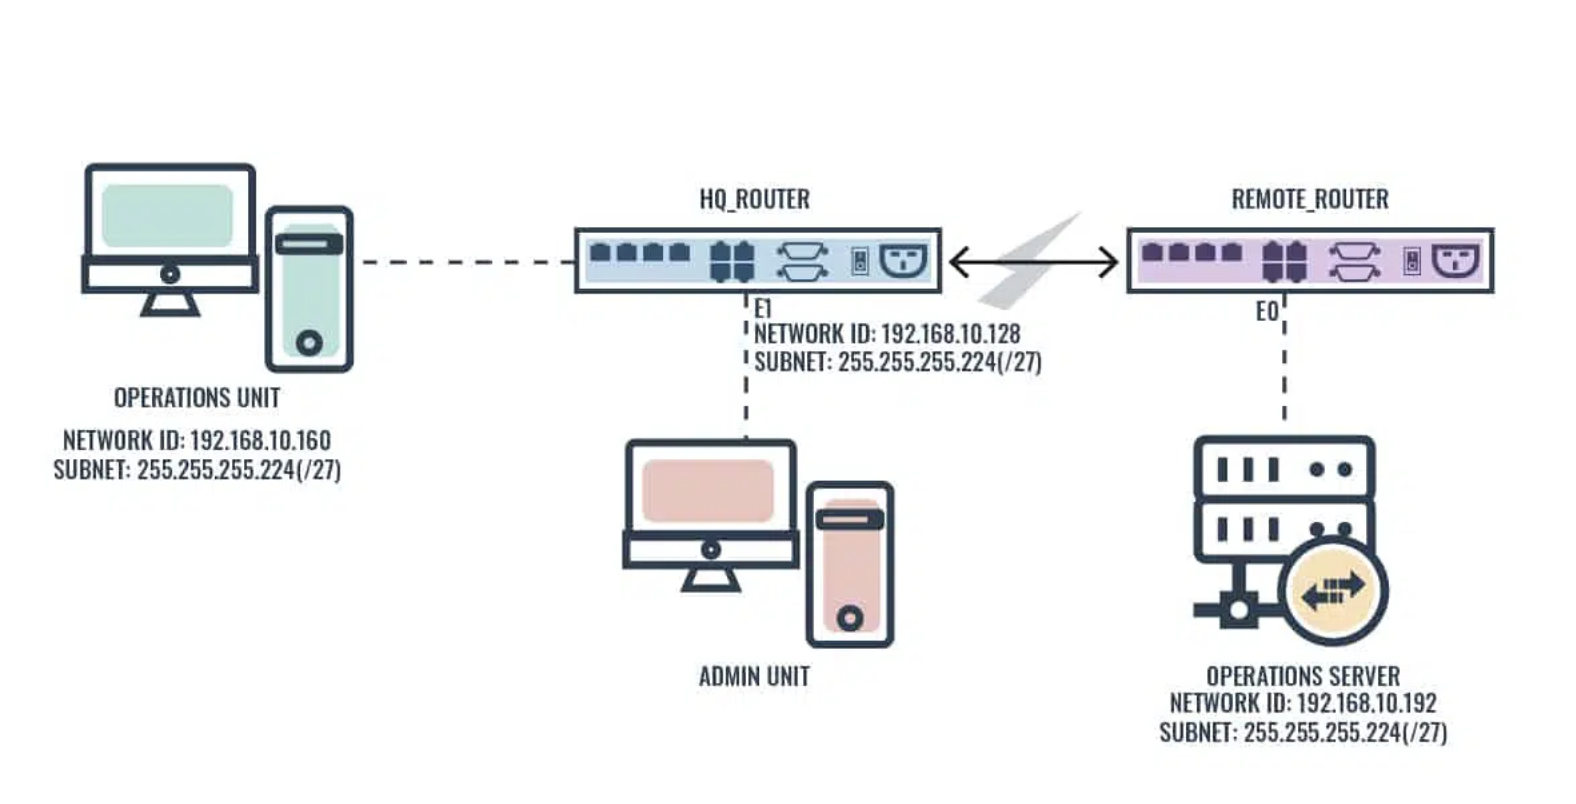 HQ_ROUTER
REMOTE_ROUTER
E1
NETWORK ID: 192.168.10.128
SUBNET: 255.255.255.224(/27)
E0
OPERATIONS UNIT
NETWORK ID: 192.168.10.160
SUBNET: 255.255.255.224(/27)
ADMIN UNIT
OPERATIONS SERVER
NETWORK ID: 192.168.10.192
SUBNET: 255.255.255.224(/27)